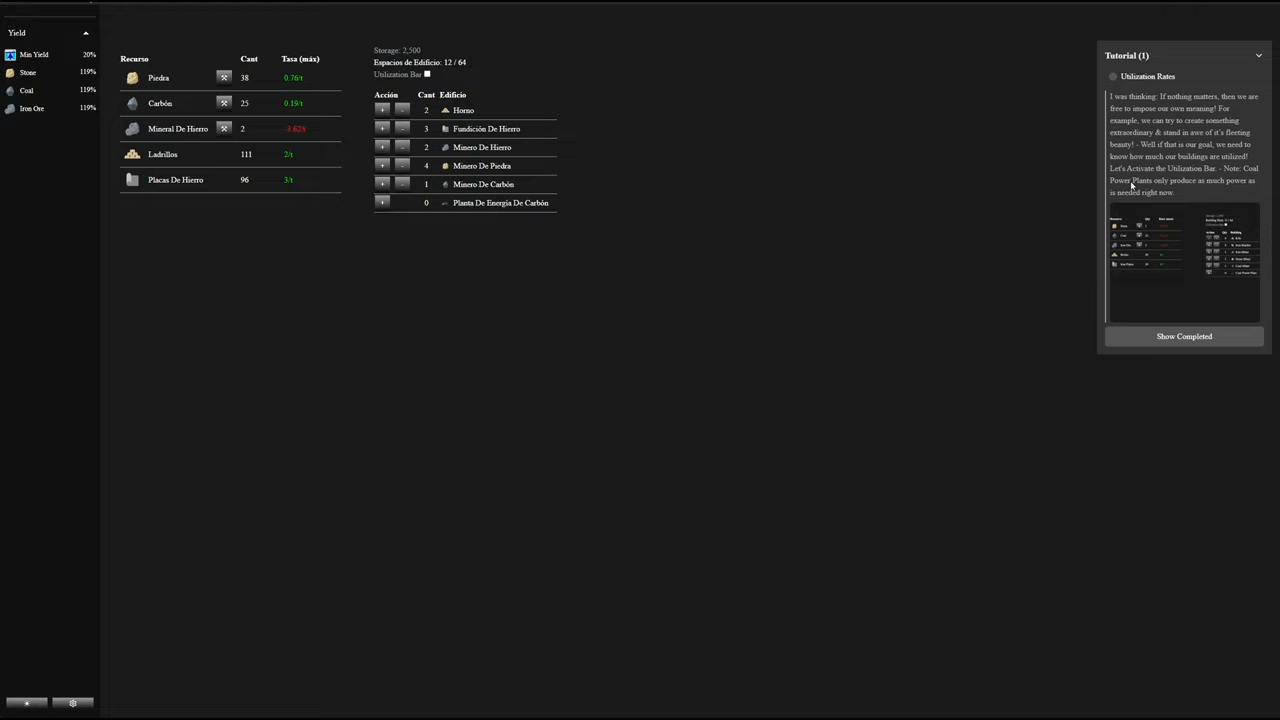 Yield
Min Yield 20%
Stone 119%
Coal 119%
Iron Ore 119%
Recurso Cant Tasa (máx)
Piedra 38 0.76/t
Carbón 25 0.19/t
Mineral De Hierro 2 -3.62/t
Ladrillos 111 2/t
Placas De Hierro 96 3/t
Storage: 2,500
Espacios de Edificio: 12 / 64
Utilization Bar
Acción Cant Edificio
+ - 2 Horno
+ - 3 Fundición De Hierro
+ - 2 Minero De Hierro
+ - 4 Minero De Piedra
+ - 1 Minero De Carbón
+ 0 Planta De Energía De Carbón
Tutorial (1)
Utilization Rates
I was thinking: If nothing matters, then we are
free to impose our own meaning! For
example, we can try to create something
extraordinary & stand in awe of it's fleeting
beauty! - Well if that is our goal, we need to
know how much our buildings are utilized!
Let's Activate the Utilization Bar. - Note: Coal
Power Plants only produce as much power as
is needed right now.
Show Completed